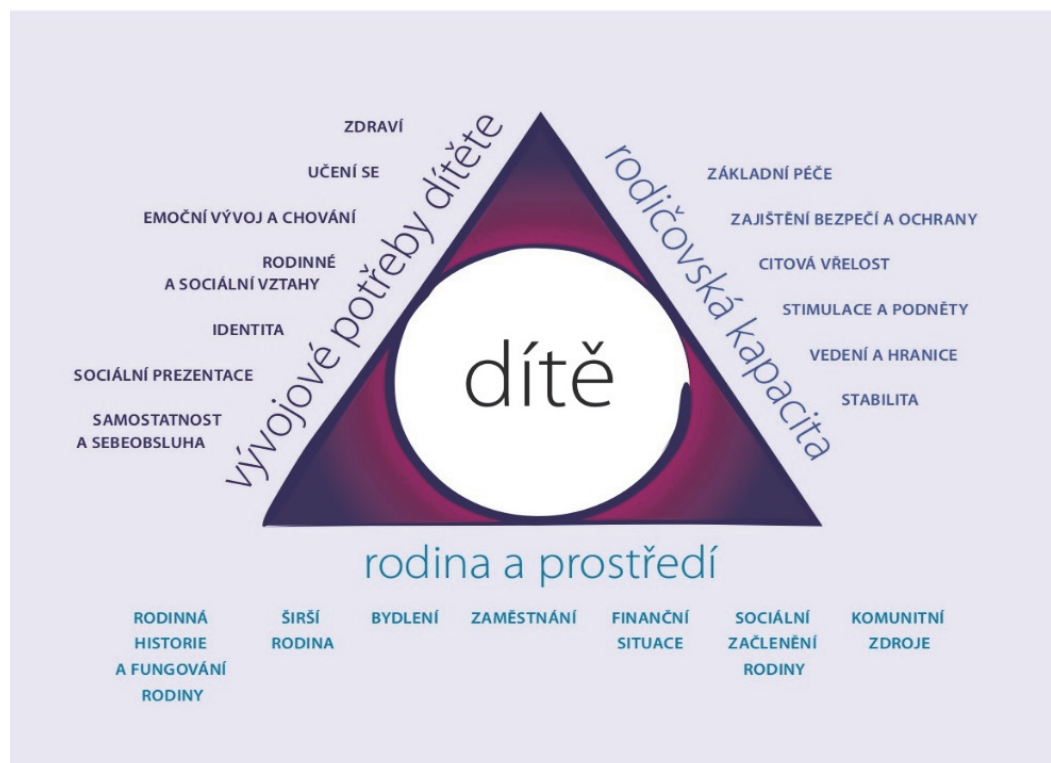 vývojové potřeby dítěte
ZDRAVÍ
UČENÍ SE
EMOČNÍ VÝVOJ A CHOVÁNÍ
RODINNÉ
A SOCIÁLNÍ VZTAHY
IDENTITA
SOCIÁLNÍ PREZENTACE
SAMOSTATNOST
A SEBEOBSLUHA
rodičovská kapacita
ZÁKLADNÍ PÉČE
ZAJIŠTĚNÍ BEZPEČÍ A OCHRANY
CITOVÁ VŘELOST
STIMULACE A PODNĚTY
VEDENÍ A HRANICE
STABILITA
dítě
rodina a prostředí
RODINNÁ
HISTORIE
A FUNGOVÁNÍ
RODINY
ŠIRŠÍ
RODINA
BYDLENÍ
ZAMĚSTNÁNÍ
FINANČNÍ
SITUACE
SOCIÁLNÍ
ZAČLENĚNÍ
RODINY
KOMUNITNÍ
ZDROJE